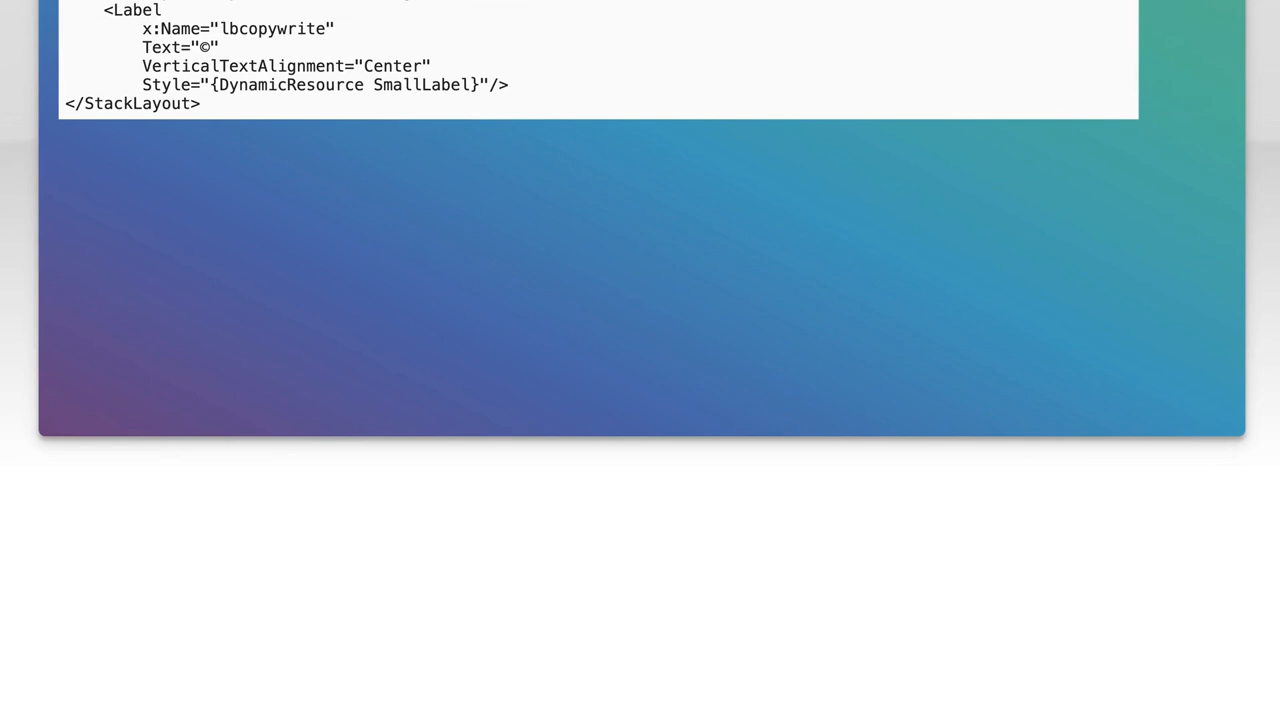 <Label
x:Name="lbcopywrite"
Text="©"
VerticalTextAlignment="Center"
Style="{DynamicResource SmallLabel}"/>
</StackLayout>